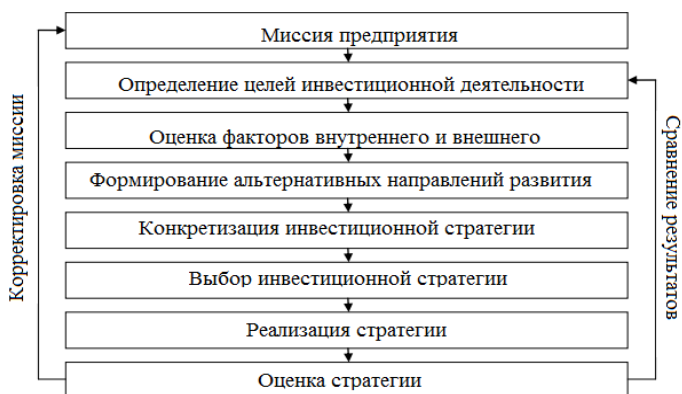 Миссия предприятия
Определение целей инвестиционной деятельности
Оценка факторов внутреннего и внешнего
Формирование альтернативных направлений развития
Конкретизация инвестиционной стратегии
Выбор инвестиционной стратегии
Реализация стратегии
Оценка стратегии
Корректировка миссии
Сравнение результатов